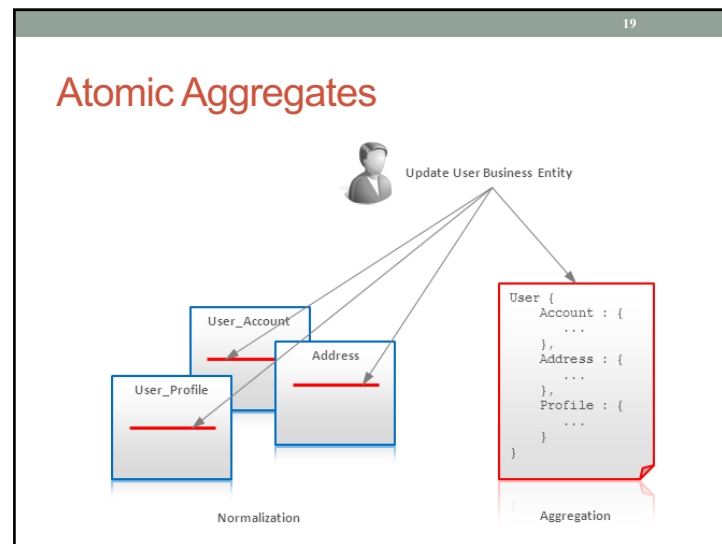 19
Atomic Aggregates
Update User Business Entity
User_Account
Address
User_Profile
User {
Account : {
...
},
Address : {
...
},
Profile : {
...
}
}
Normalization
Aggregation